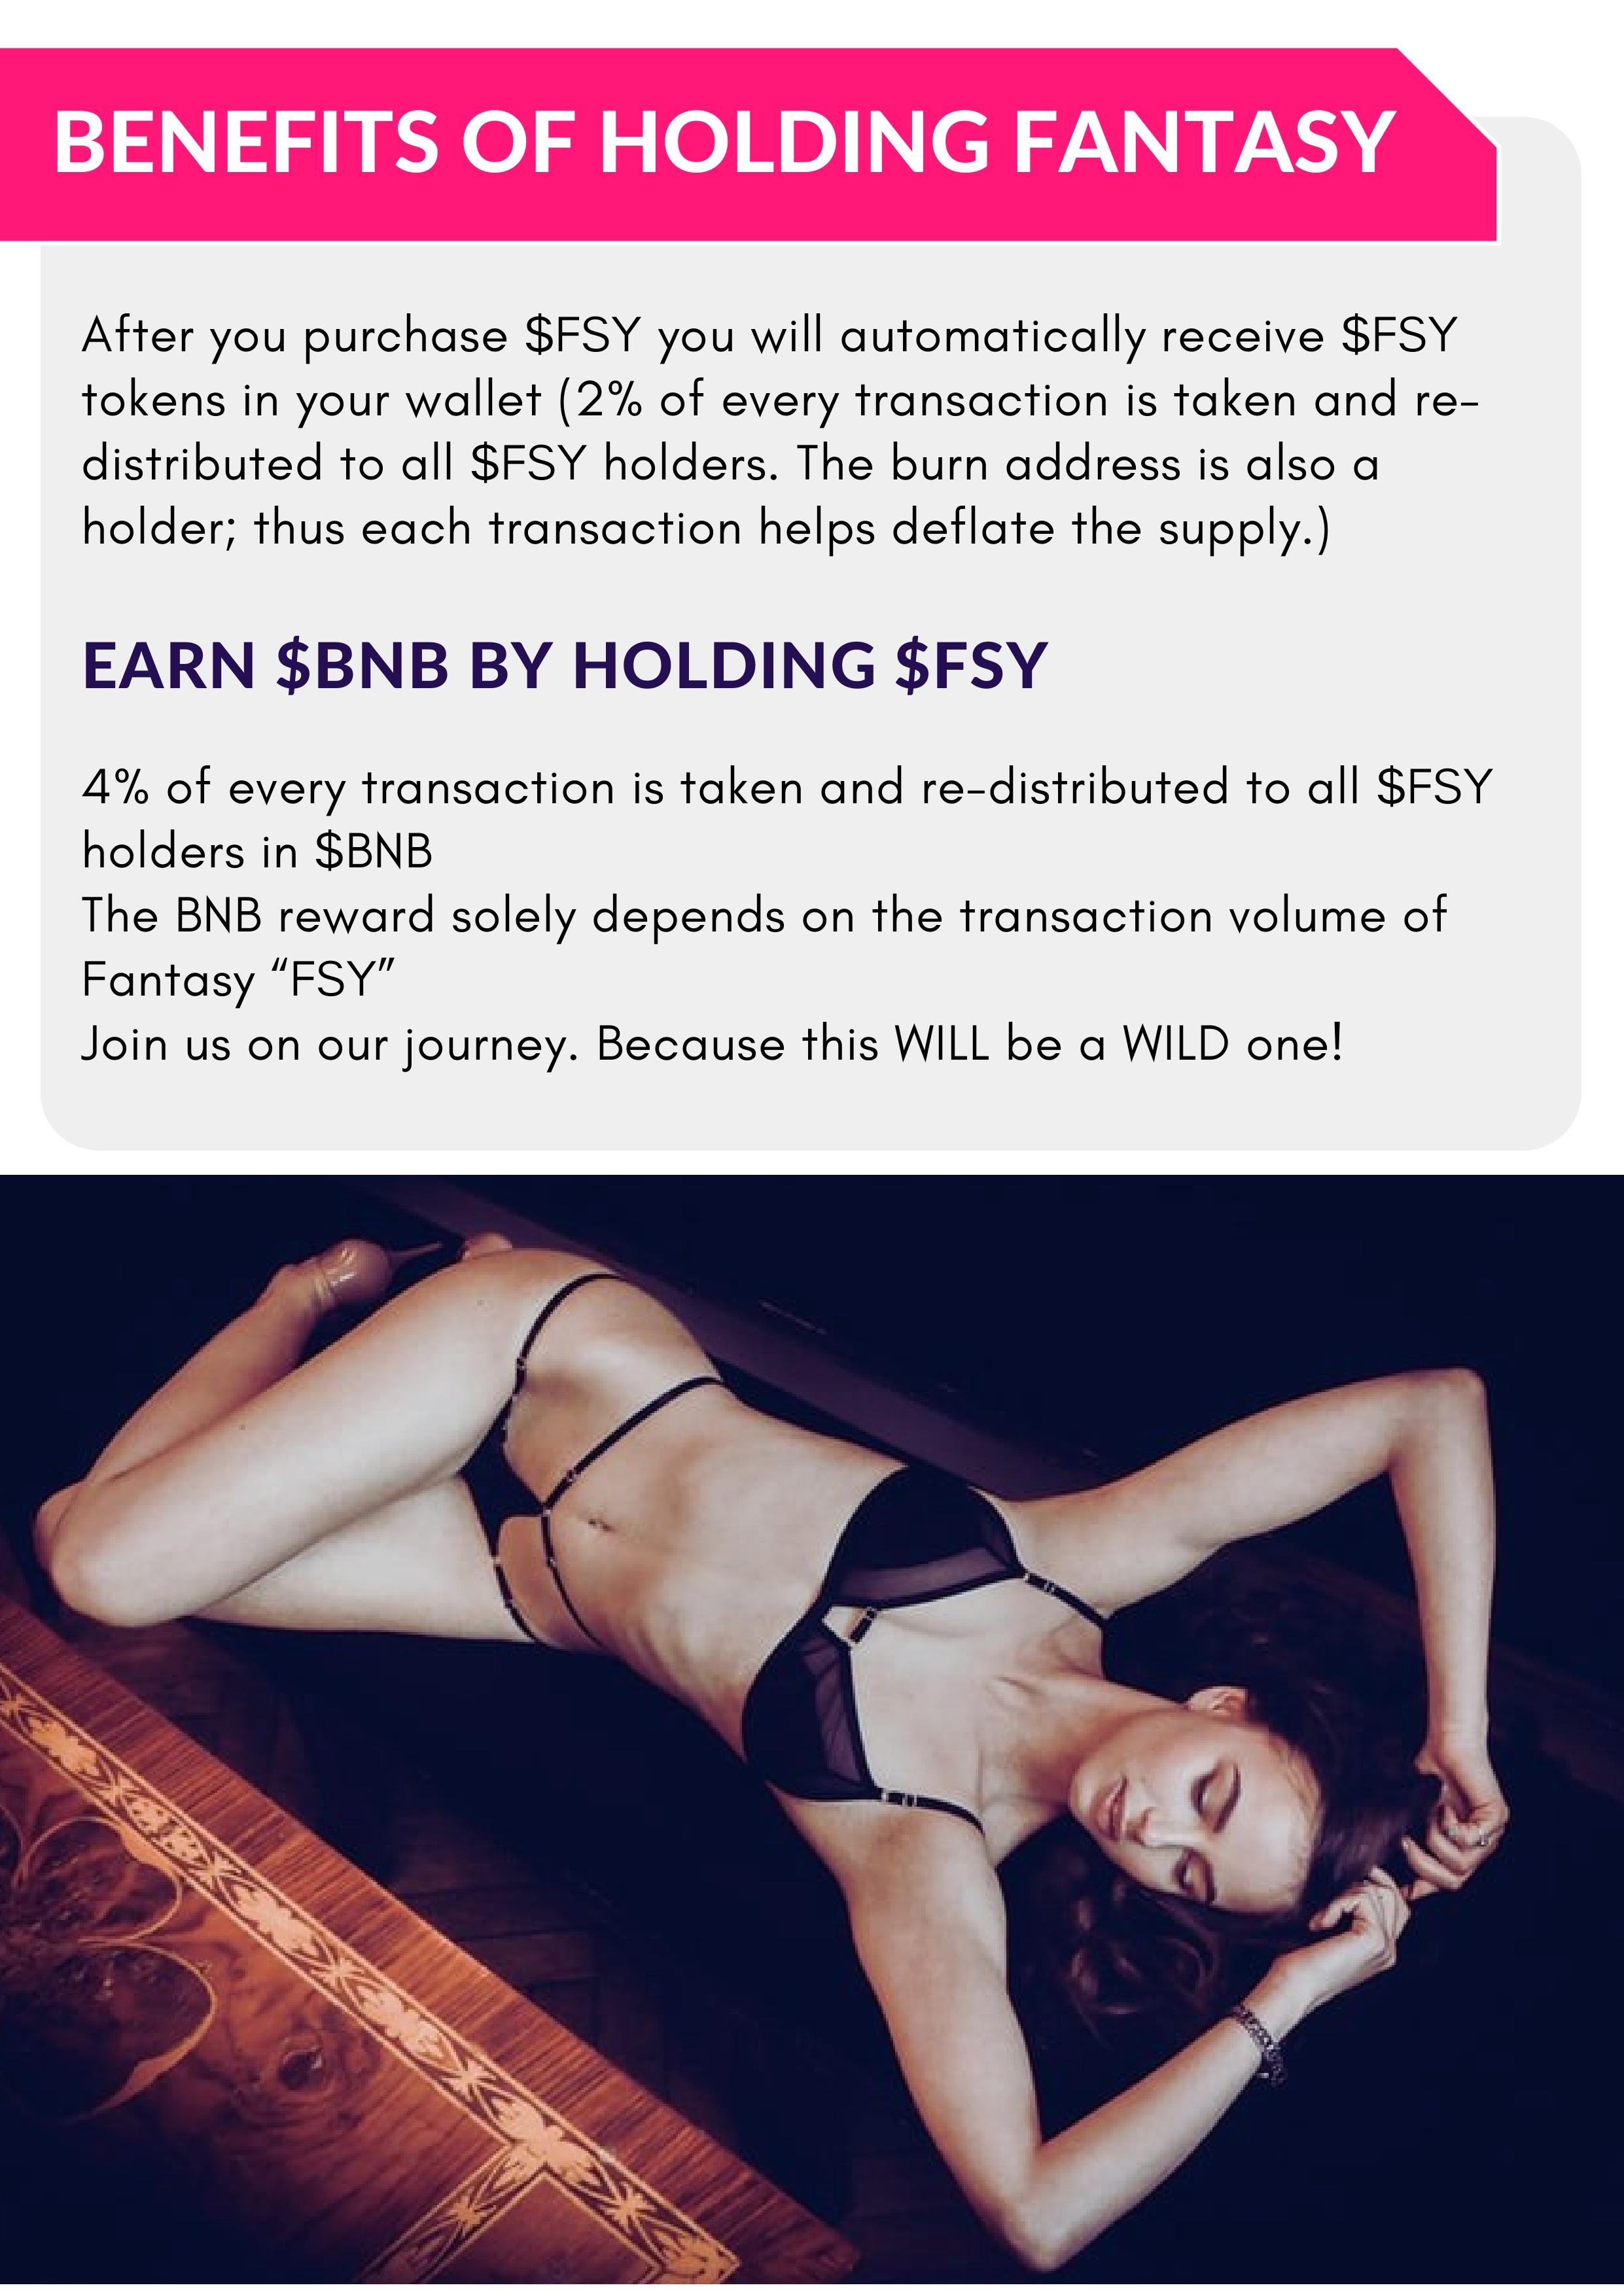 BENEFITS OF HOLDING FANTASY
After you purchase $FSY you will automatically receive $FSY
tokens in your wallet (2% of every transaction is taken and re-
distributed to all $FSY holders. The burn address is also a
holder; thus each transaction helps deflate the supply.)
EARN $BNB BY HOLDING $FSY
4% of every transaction is taken and re-distributed to all $FSY
holders in $BNB
The BNB reward solely depends on the transaction volume of
Fantasy “FSY”
Join us on our journey. Because this WILL be a WILD one!